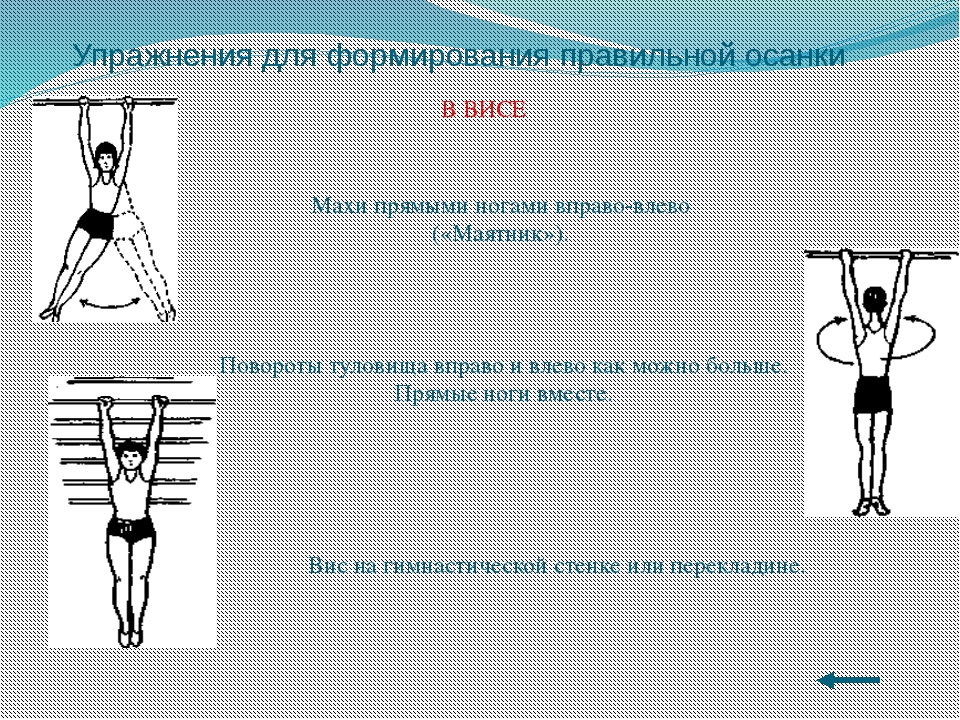 Упражнения для формирования правильной осанки
В ВИСЕ
Махи прямыми ногами вправо-влево
(«Маятник»).
Повороты туловища вправо и влево как можно больше.
Прямые ноги вместе.
Вис на гимнастической стенке или перекладине.